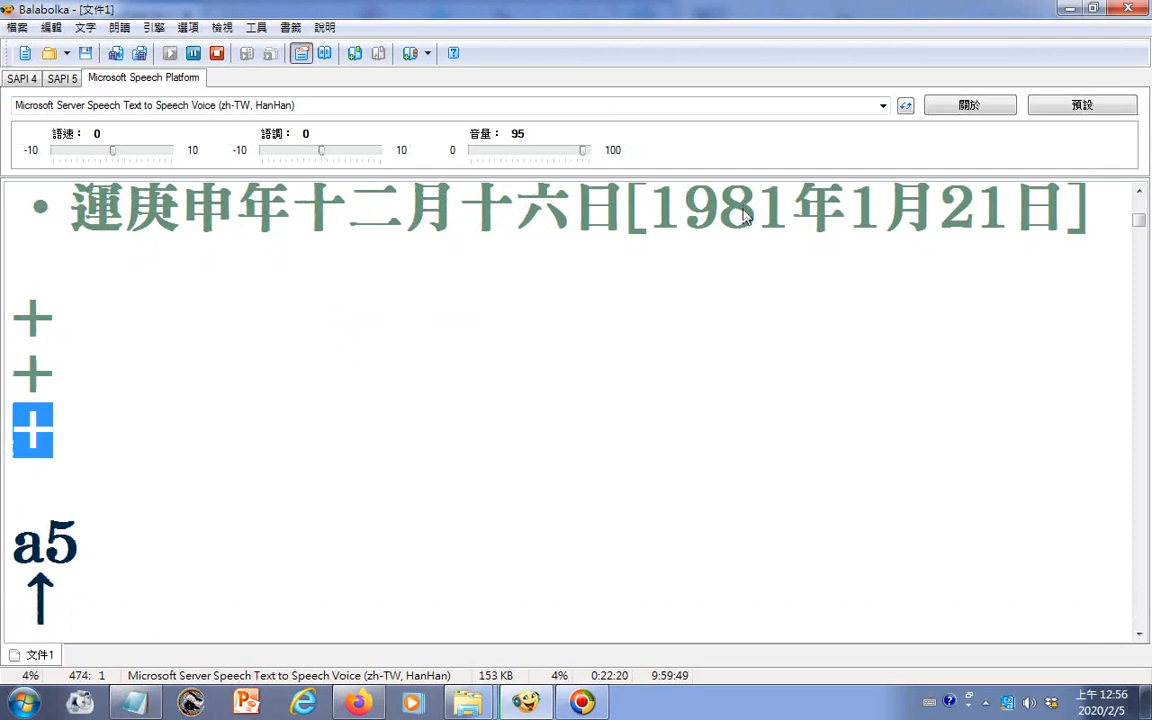 Balabolka - [文件1]
檔案 編輯 文字 朗讀 引擎 選項 檢視 工具 書籤 說明
SAPI 4 SAPI 5 Microsoft Speech Platform
Microsoft Server Speech Text to Speech Voice (zh-TW, HanHan) 關於 預設
語速： 0 語調： 0 音量： 95
-10 10 -10 10 0 100
• 運庚申年十二月十六日[1981年1月21日]
+
+
+
a5
↑
文件1
4% 474: 1 Microsoft Server Speech Text to Speech Voice (zh-TW, HanHan) 153 KB 4% 0:22:20 9:59:49
上午 12:56
2020/2/5